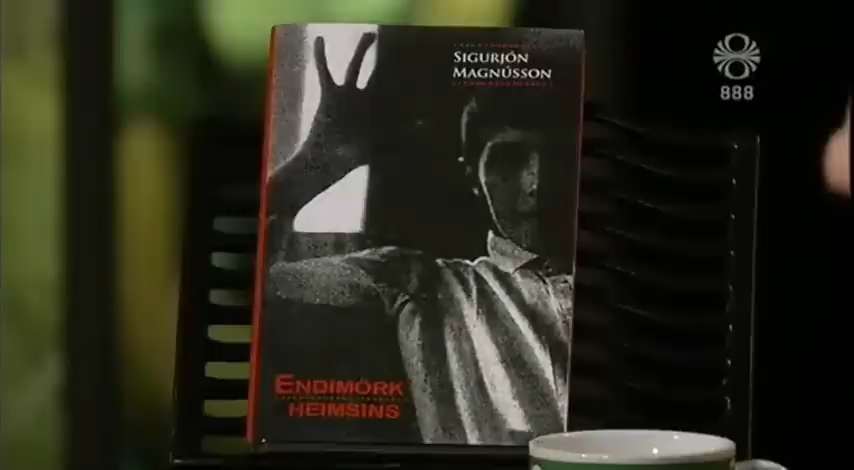 SIGURJÓN
MAGNÚSSON
888
ENDIMÖRK
HEIMSINS